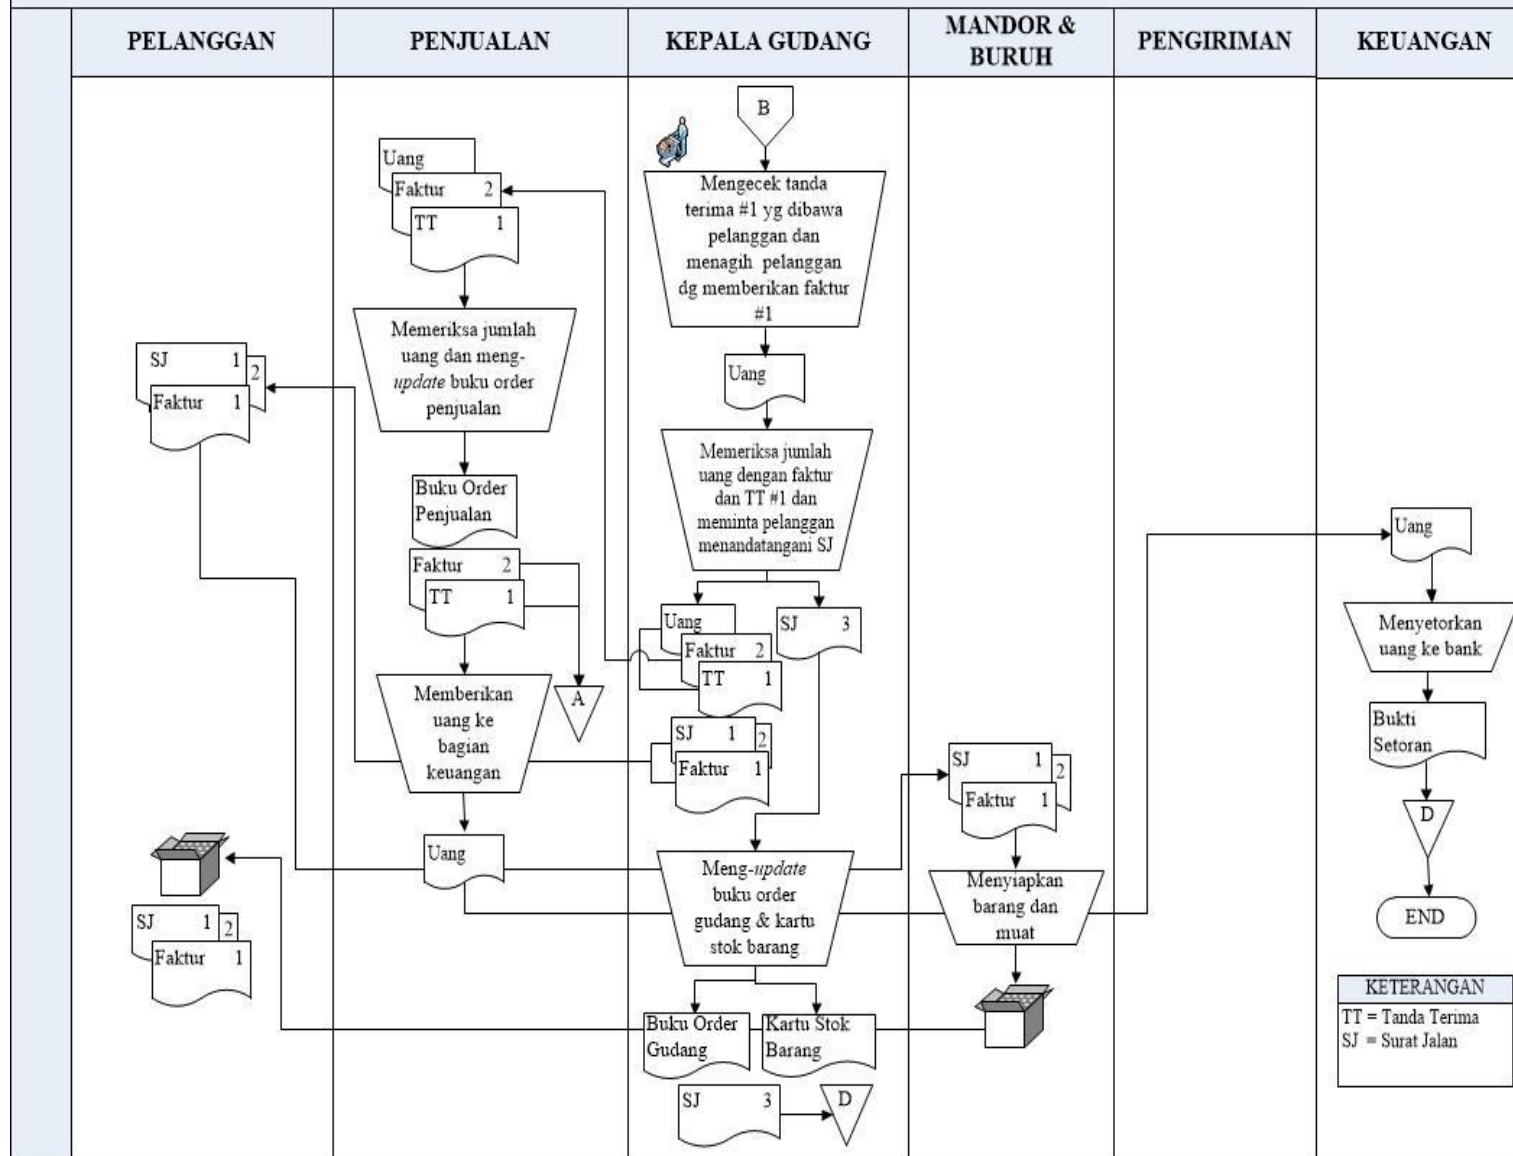 PELANGGAN
PENJUALAN
KEPALA GUDANG
MANDOR &
BURUH
PENGIRIMAN
KEUANGAN
SJ 1
2
Faktur 1
SJ 1
2
Faktur 1
Uang
Faktur 2
TT 1
Memeriksa jumlah
uang dan meng-
update buku order
penjualan
Buku Order
Penjualan
Faktur 2
TT 1
A
Memberikan
uang ke
bagian
keuangan
Uang
B
Mengecek tanda
terima #1 yg dibawa
pelanggan dan
menagih pelanggan
dg memberikan faktur
#1
Uang
Memeriksa jumlah
uang dengan faktur
dan TT #1 dan
meminta pelanggan
menandatangani SJ
Uang
Faktur 2
TT 1
SJ 3
SJ 1
2
Faktur 1
Meng-update
buku order
gudang & kartu
stok barang
Buku Order
Gudang
Kartu Stok
Barang
SJ 3
D
SJ 1
2
Faktur 1
Menyiapkan
barang dan
muat
Uang
Menyetorkan
uang ke bank
Bukti
Setoran
D
END
KETERANGAN
TT = Tanda Terima
SJ = Surat Jalan